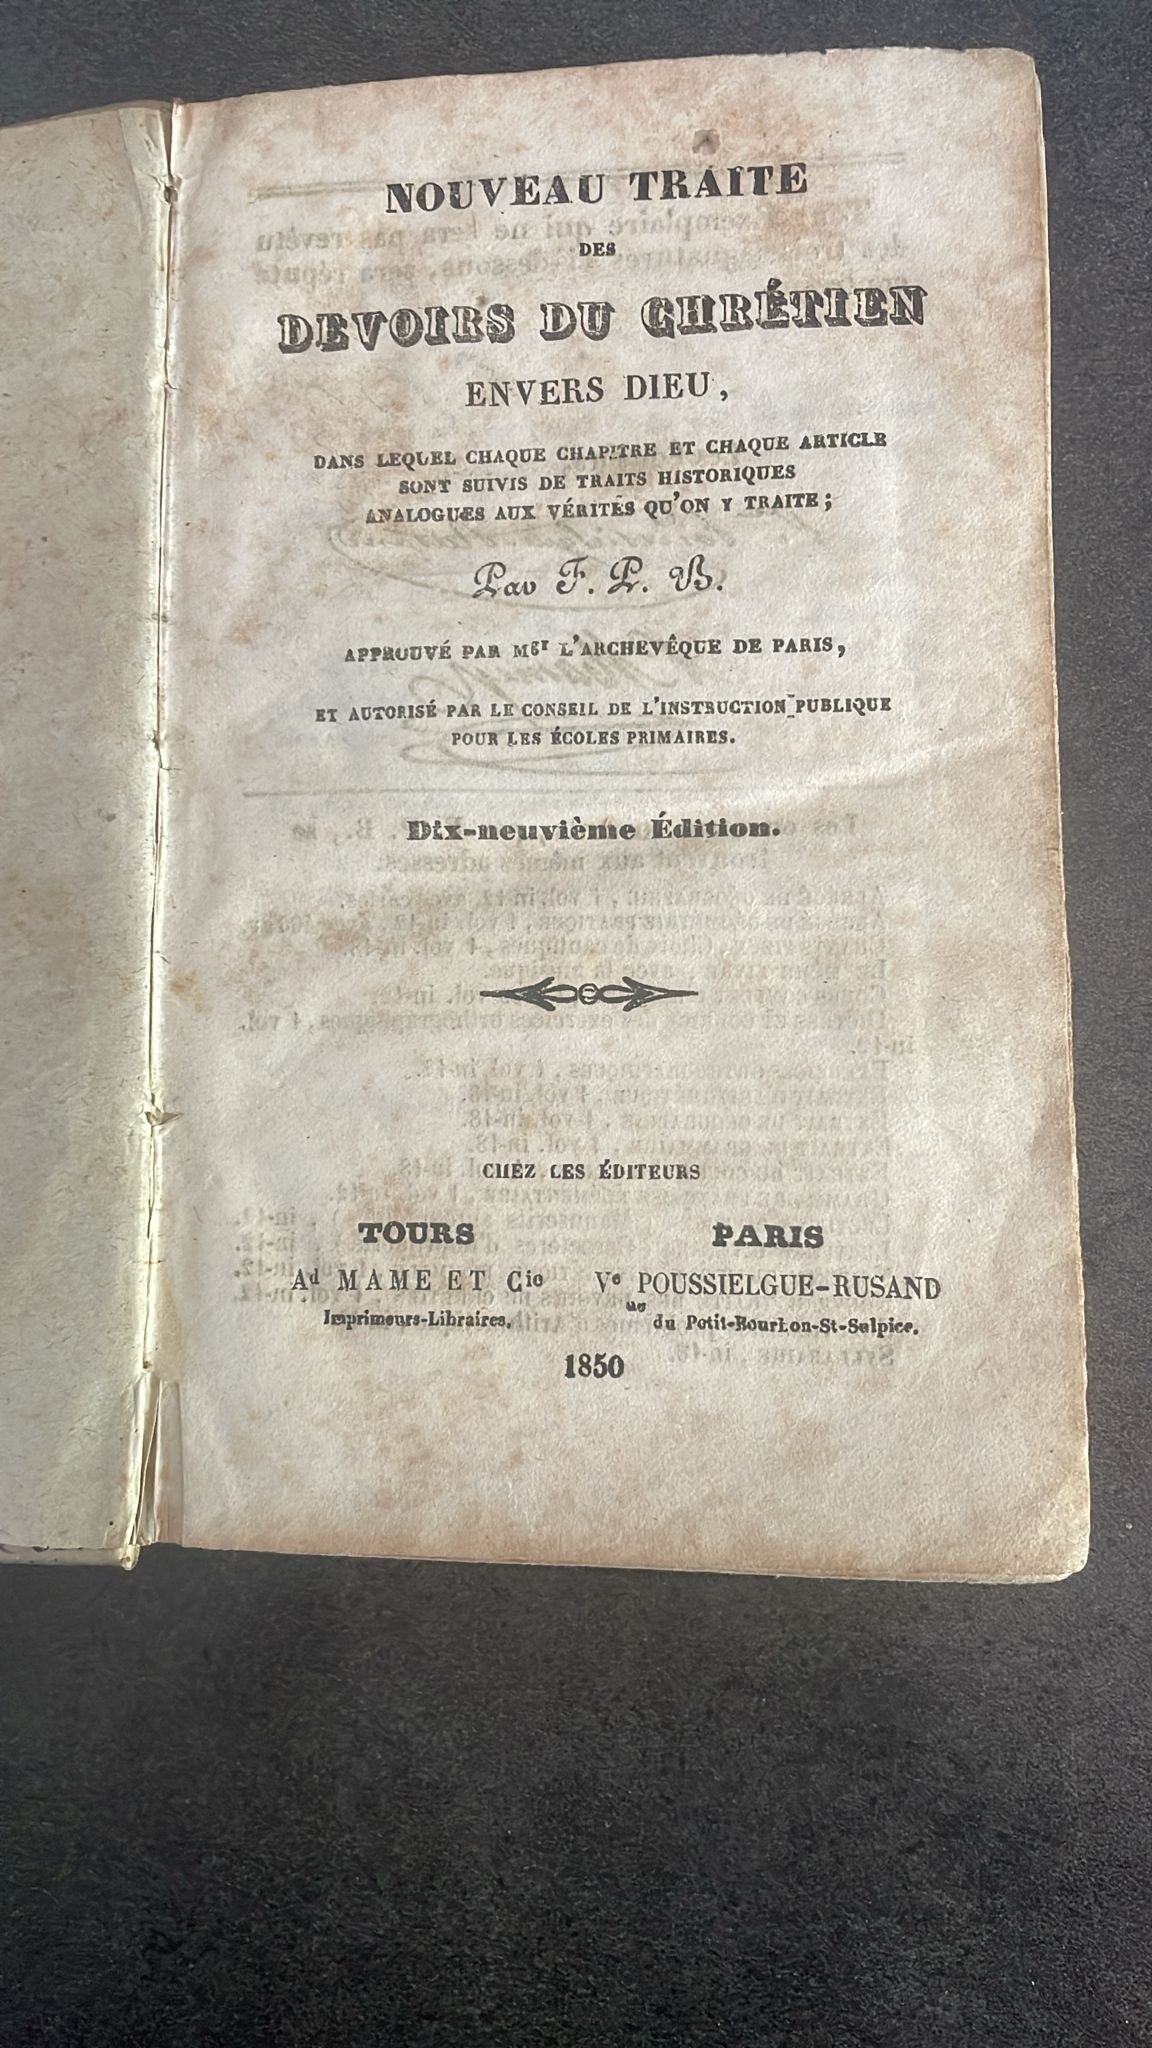 NOUVEAU TRAITÉ
DES
DEVOIRS DU CHRÉTIEN
ENVERS DIEU,
DANS LEQUEL CHAQUE CHAPITRE ET CHAQUE ARTICLE
SONT SUIVIS DE TRAITS HISTORIQUES
ANALOGUES AUX VÉRITÉS QU'ON Y TRAITE;
Par F. P. B.
APPROUVÉ PAR Mgr L'ARCHEVÊQUE DE PARIS,
ET AUTORISÉ PAR LE CONSEIL DE L'INSTRUCTION PUBLIQUE
POUR LES ÉCOLES PRIMAIRES.
Dix-neuvième Édition.
CHEZ LES ÉDITEURS
TOURS
Ad MAME ET Cie
Imprimeurs-Libraires.
PARIS
Ve POUSSIELGUE-RUSAND
rue du Petit-Bourbon-St-Sulpice.
1850